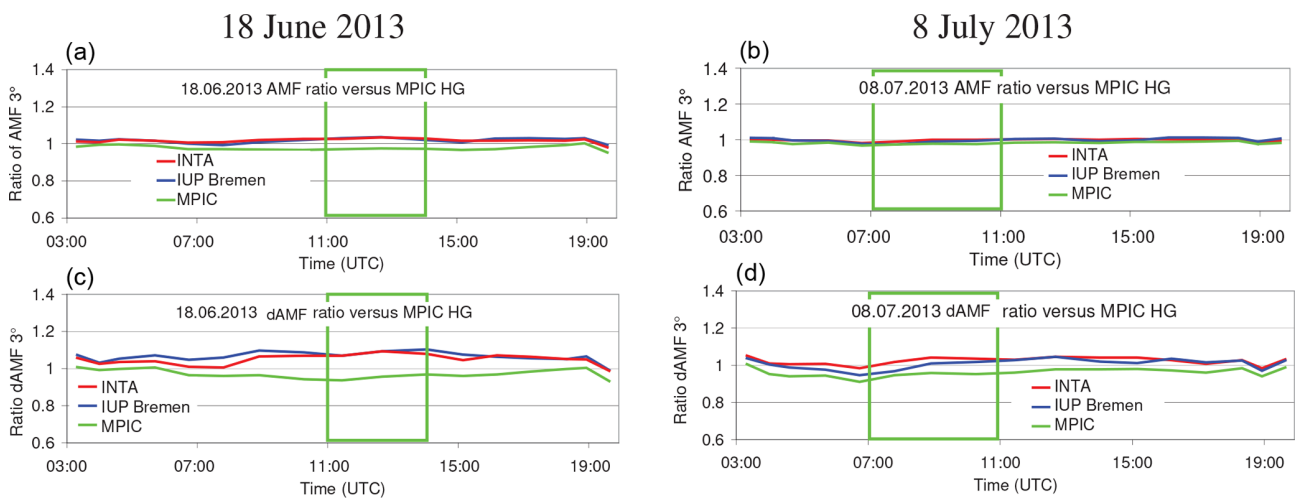 18 June 2013
8 July 2013
(a)
18.06.2013 AMF ratio versus MPIC HG
Ratio of AMF 3°
1.4
1.2
1
0.8
0.6
INTA
IUP Bremen
MPIC
03:00 07:00 11:00 15:00 19:00
Time (UTC)
(b)
08.07.2013 AMF ratio versus MPIC HG
Ratio AMF 3°
1.4
1.2
1
0.8
0.6
INTA
IUP Bremen
MPIC
03:00 07:00 11:00 15:00 19:00
Time (UTC)
(c)
18.06.2013 dAMF ratio versus MPIC HG
Ratio dAMF 3°
1.4
1.2
1
0.8
0.6
INTA
IUP Bremen
MPIC
03:00 07:00 11:00 15:00 19:00
Time (UTC)
(d)
08.07.2013 dAMF ratio versus MPIC HG
Ratio dAMF 3°
1.4
1.2
1
0.8
0.6
INTA
IUP Bremen
MPIC
03:00 07:00 11:00 15:00 19:00
Time (UTC)